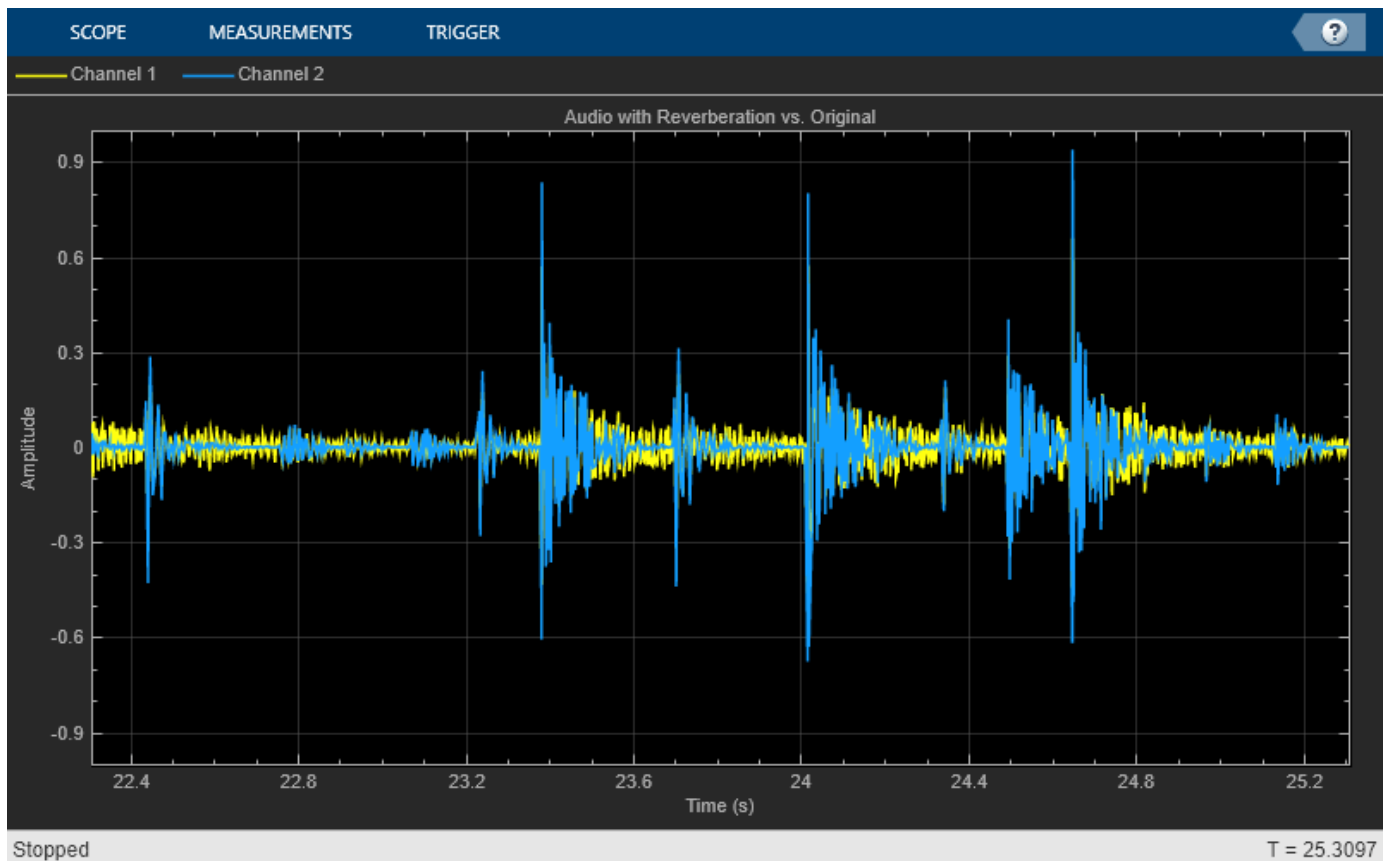 SCOPE MEASUREMENTS TRIGGER ?
Channel 1 Channel 2
Audio with Reverberation vs. Original
0.9
0.6
0.3
0
-0.3
-0.6
-0.9
Amplitude
22.4 22.8 23.2 23.6 24 24.4 24.8 25.2
Time (s)
Stopped T = 25.3097